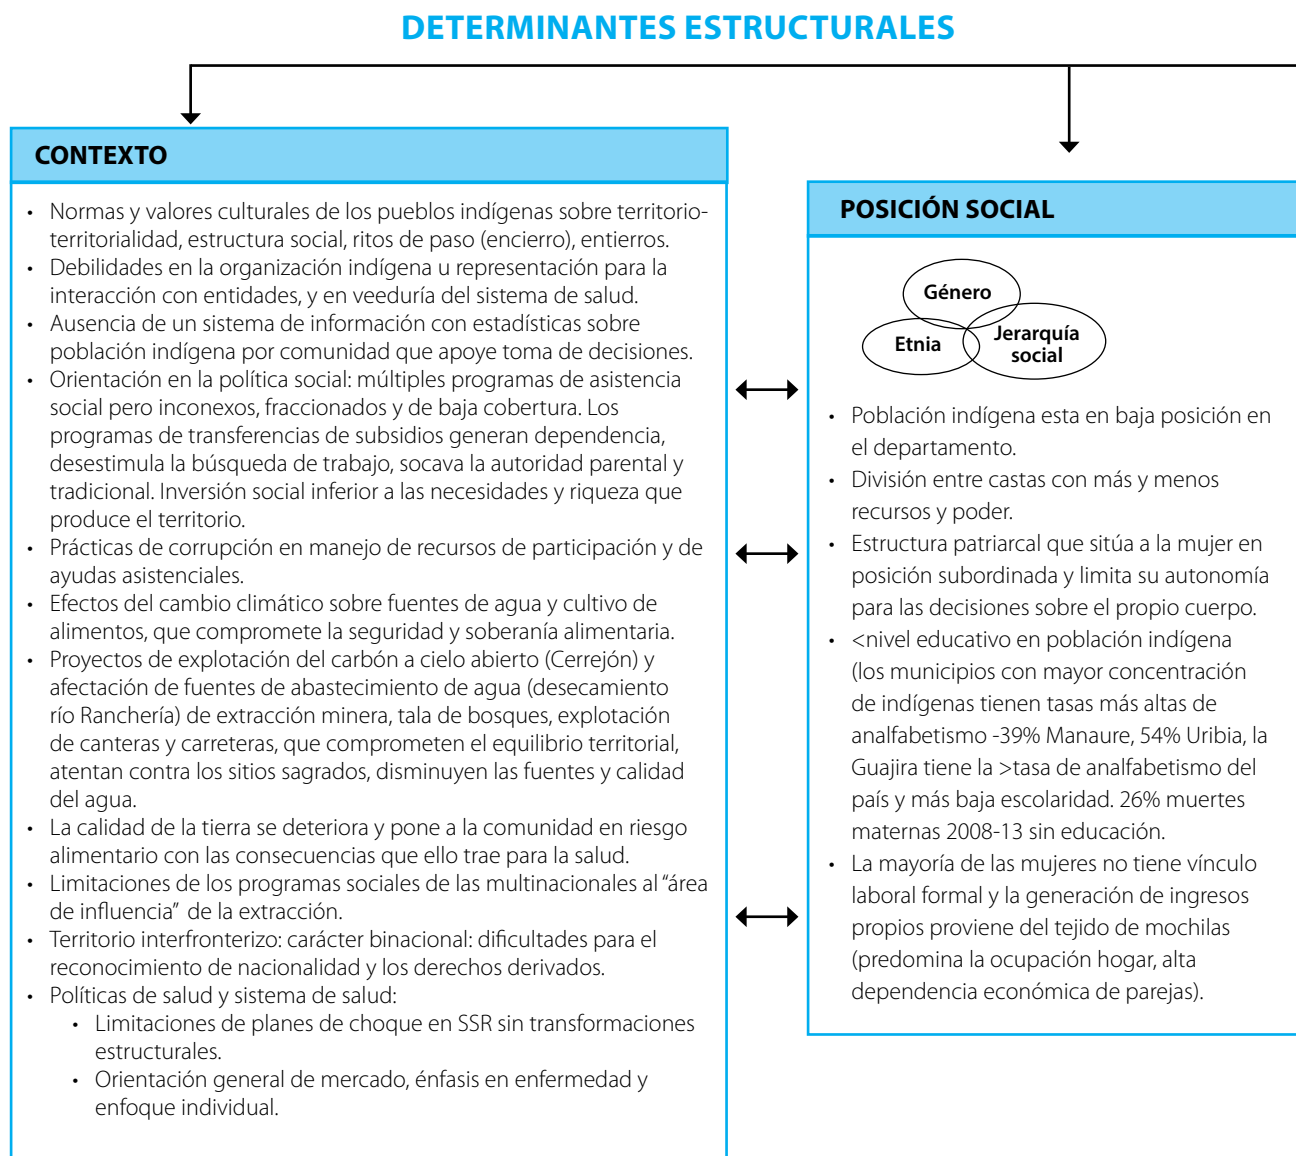 DETERMINANTES ESTRUCTURALES
CONTEXTO
• Normas y valores culturales de los pueblos indígenas sobre territorio-
territorialidad, estructura social, ritos de paso (encierro), entierros.
• Debilidades en la organización indígena u representación para la
interacción con entidades, y en veeduría del sistema de salud.
• Ausencia de un sistema de información con estadísticas sobre
población indígena por comunidad que apoye toma de decisiones.
• Orientación en la política social: múltiples programas de asistencia
social pero inconexos, fraccionados y de baja cobertura. Los
programas de transferencias de subsidios generan dependencia,
desestimula la búsqueda de trabajo, socava la autoridad parental y
tradicional. Inversión social inferior a las necesidades y riqueza que
produce el territorio.
• Prácticas de corrupción en manejo de recursos de participación y de
ayudas asistenciales.
• Efectos del cambio climático sobre fuentes de agua y cultivo de
alimentos, que compromete la seguridad y soberanía alimentaria.
• Proyectos de explotación del carbón a cielo abierto (Cerrejón) y
afectación de fuentes de abastecimiento de agua (desecamiento
río Ranchería) de extracción minera, tala de bosques, explotación
de canteras y carreteras, que comprometen el equilibrio territorial,
atentan contra los sitios sagrados, disminuyen las fuentes y calidad
del agua.
• La calidad de la tierra se deteriora y pone a la comunidad en riesgo
alimentario con las consecuencias que ello trae para la salud.
• Limitaciones de los programas sociales de las multinacionales al “área
de influencia” de la extracción.
• Territorio interfronterizo: carácter binacional: dificultades para el
reconocimiento de nacionalidad y los derechos derivados.
• Políticas de salud y sistema de salud:
• Limitaciones de planes de choque en SSR sin transformaciones
estructurales.
• Orientación general de mercado, énfasis en enfermedad y
enfoque individual.
POSICIÓN SOCIAL
Género
Etnia
Jerarquía
social
• Población indígena esta en baja posición en
el departamento.
• División entre castas con más y menos
recursos y poder.
• Estructura patriarcal que sitúa a la mujer en
posición subordinada y limita su autonomía
para las decisiones sobre el propio cuerpo.
• <nivel educativo en población indígena
(los municipios con mayor concentración
de indígenas tienen tasas más altas de
analfabetismo -39% Manaure, 54% Uribia, la
Guajira tiene la >tasa de analfabetismo del
país y más baja escolaridad. 26% muertes
maternas 2008-13 sin educación.
• La mayoría de las mujeres no tiene vínculo
laboral formal y la generación de ingresos
propios proviene del tejido de mochilas
(predomina la ocupación hogar, alta
dependencia económica de parejas).